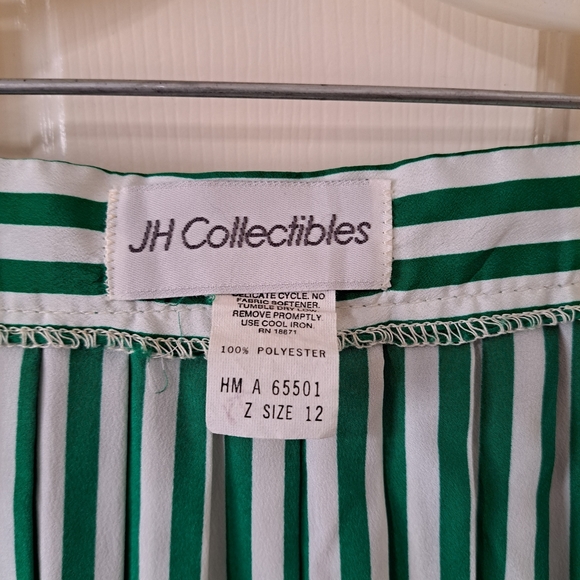 JH Collectibles
DELICATE CYCLE. NO
FABRIC SOFTENER.
TUMBLE DRY LOW.
REMOVE PROMPTLY
USE COOL IRON.
RN 18671
100% POLYESTER
HM A 65501
Z SIZE 12